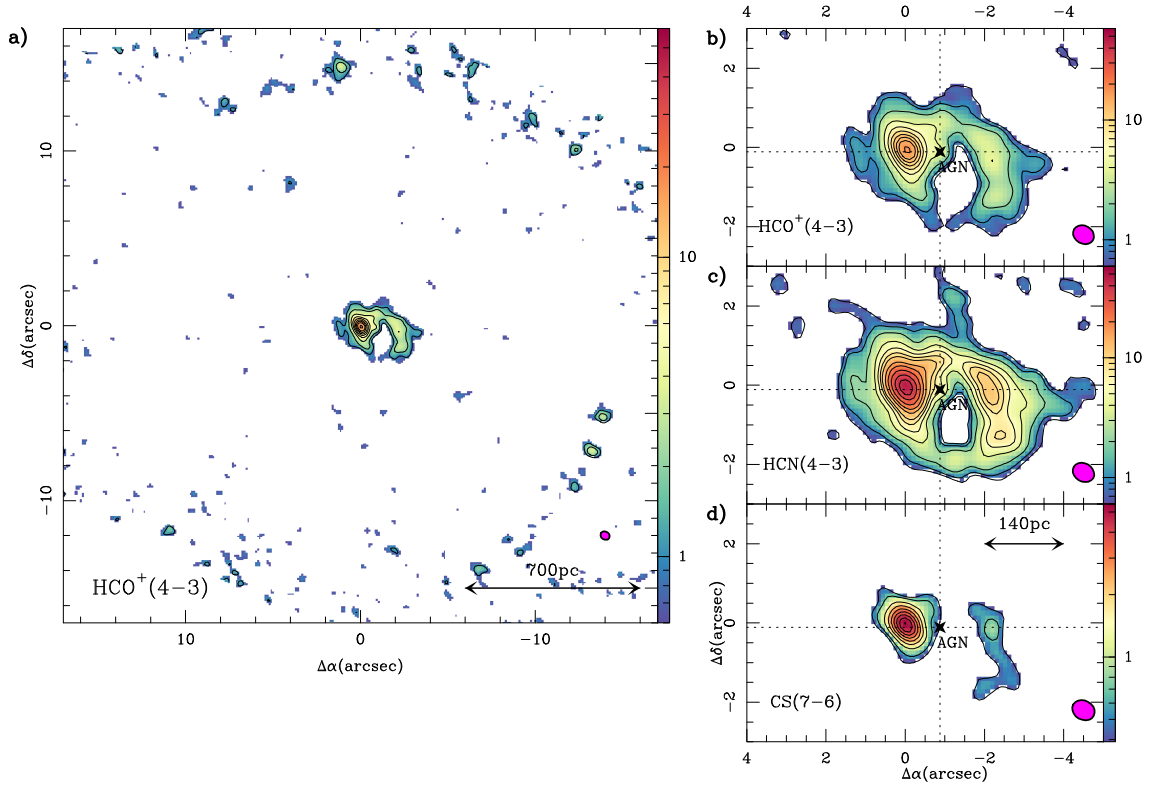 a)
10
0
−10
Δδ(arcsec)
10
0
−10
Δα(arcsec)
HCO⁺(4−3)
700pc
10
1
4
2
0
−2
−4
b)
2
0
−2
AGN
HCO⁺(4−3)
10
1
c)
2
0
−2
AGN
HCN(4−3)
10
1
d)
140pc
2
0
−2
Δδ(arcsec)
AGN
CS(7−6)
1
4
2
0
−2
−4
Δα(arcsec)